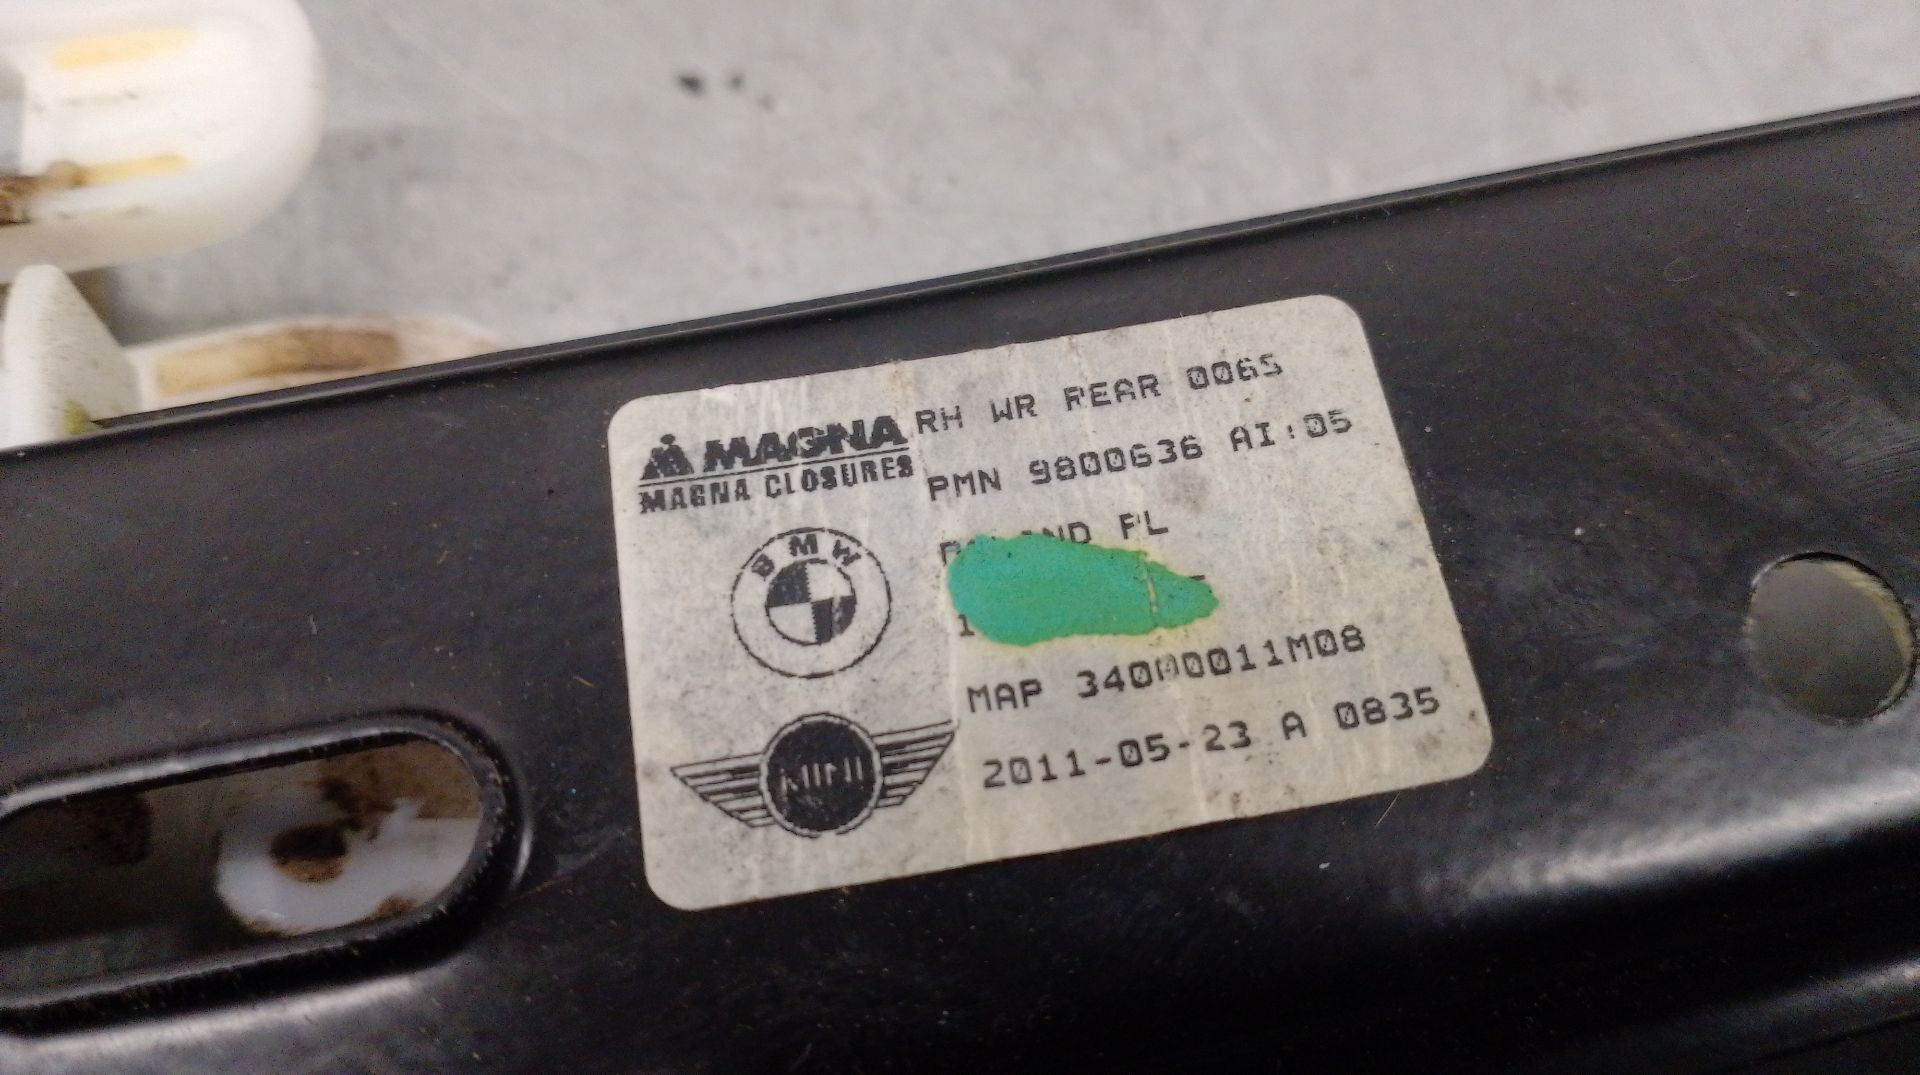 MAGNA
MAGNA CLOSURES
RH WR REAR 0065
PMN 9800636 AI:05
PL
BMW
MAP 34000011M08
2011-05-23 A 0835
MINI